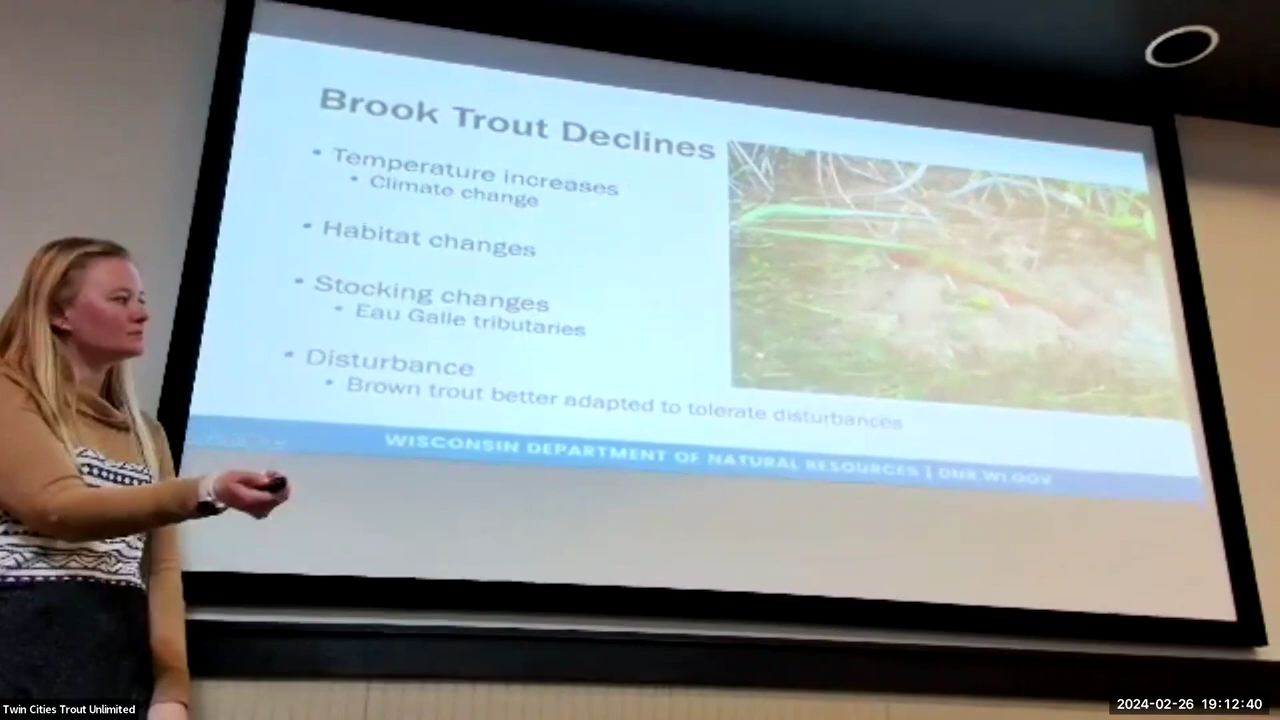 Brook Trout Declines
• Temperature increases
• Climate change
• Habitat changes
• Stocking changes
• Eau Galle tributaries
• Disturbance
• Brown trout better adapted to tolerate disturbances
WISCONSIN DEPARTMENT OF NATURAL RESOURCES | DNR.WI.GOV
Twin Cities Trout Unlimited
2024-02-26 19:12:40